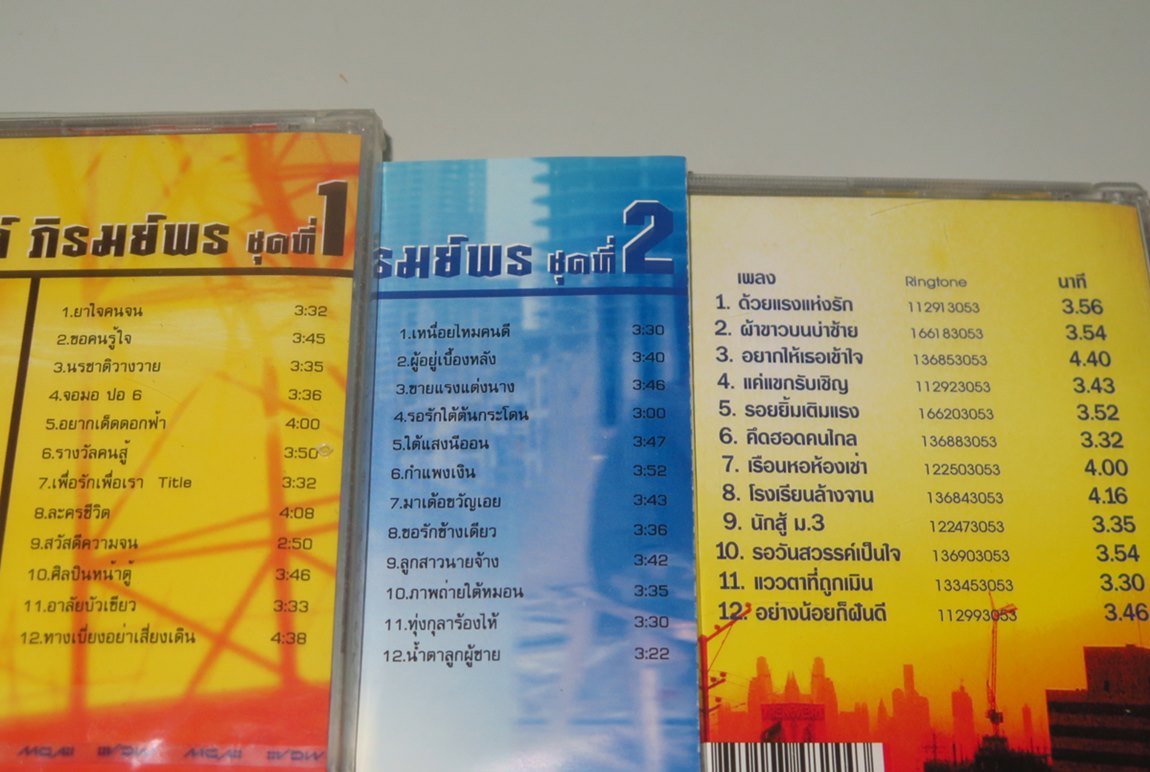 ภิรมย์พร ชุดที่ 1
1.ยาใจคนจน 3:32
2.ขอคนรู้ใจ 3:45
3.นรชาติวางวาย 3:35
4.จอมอ ปอ 6 3:36
5.อยากเด็ดดอกฟ้า 4:00
6.รางวัลคนสู้ 3:50
7.เพื่อรักเพื่อเรา Title 3:32
8.ละครชีวิต 4:08
9.สวัสดีความจน 2:50
10.ศิลปินหน้าตู้ 3:46
11.อาลัยบัวเขียว 3:33
12.ทางเบี่ยงอย่าเสี่ยงเดิน 4:38
รมย์พร ชุดที่ 2
1.เหนื่อยไหมคนดี 3:30
2.ผู้อยู่เบื้องหลัง 3:40
3.ขายแรงแต่งนาง 3:46
4.รอรักใต้ต้นกระโดน 3:00
5.ใต้แสงนีออน 3:47
6.กำแพงเงิน 3:52
7.มาเด้อขวัญเอย 3:43
8.ขอรักข้างเดียว 3:36
9.ลูกสาวนายจ้าง 3:42
10.ภาพถ่ายใต้หมอน 3:35
11.ทุ่งกุลาร้องไห้ 3:30
12.น้ำตาลูกผู้ชาย 3:22
เพลง Ringtone นาที
1. ด้วยแรงแห่งรัก 112913053 3.56
2. ผ้าขาวบนบ่าซ้าย 166183053 3.54
3. อยากให้เธอเข้าใจ 136853053 4.40
4. แค่แขกรับเชิญ 112923053 3.43
5. รอยยิ้มเติมแรง 166203053 3.52
6. คึดฮอดคนไกล 136883053 3.32
7. เรือนหอห้องเช่า 122503053 4.00
8. โรงเรียนล้างจาน 136843053 4.16
9. นักสู้ ม.3 122473053 3.35
10. รอวันสวรรค์เป็นใจ 136903053 3.54
11. แววตาที่ถูกเมิน 133453053 3.30
12. อย่างน้อยก็ฝันดี 112993053 3.46